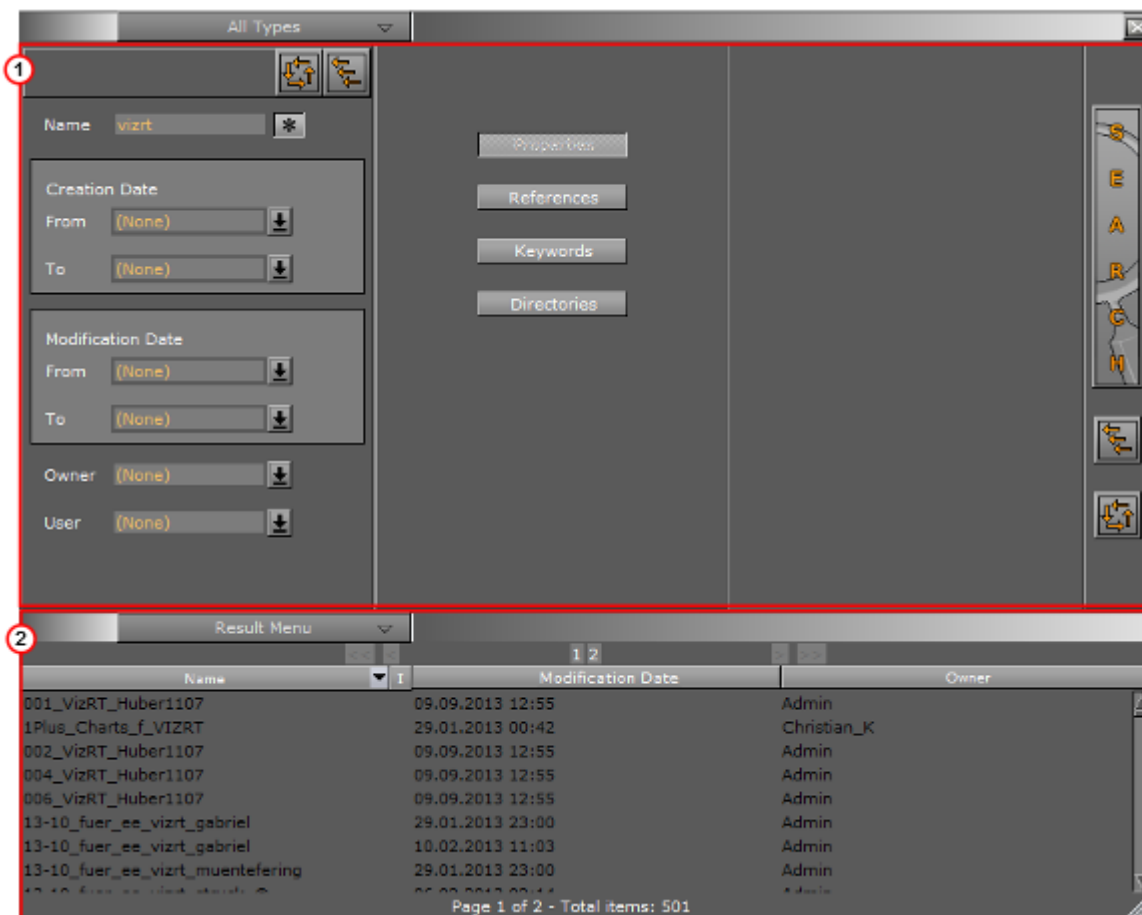 All Types
1
Name vizrt *
Properties
Creation Date
From (None)
References
To (None)
Keywords
Directories
Modification Date
From (None)
To (None)
Owner (None)
User (None)
S
E
A
R
C
H
2
Result Menu
<< < 1 2 > >>
Name I Modification Date Owner
001_VizRT_Huber1107 09.09.2013 12:55 Admin
1Plus_Charts_f_VIZRT 29.01.2013 00:42 Christian_K
002_VizRT_Huber1107 09.09.2013 12:55 Admin
004_VizRT_Huber1107 09.09.2013 12:55 Admin
006_VizRT_Huber1107 09.09.2013 12:55 Admin
13-10_fuer_ee_vizrt_gabriel 29.01.2013 23:00 Admin
13-10_fuer_ee_vizrt_gabriel 10.02.2013 11:03 Admin
13-10_fuer_ee_vizrt_muentefering 29.01.2013 23:00 Admin
Page 1 of 2 - Total items: 501